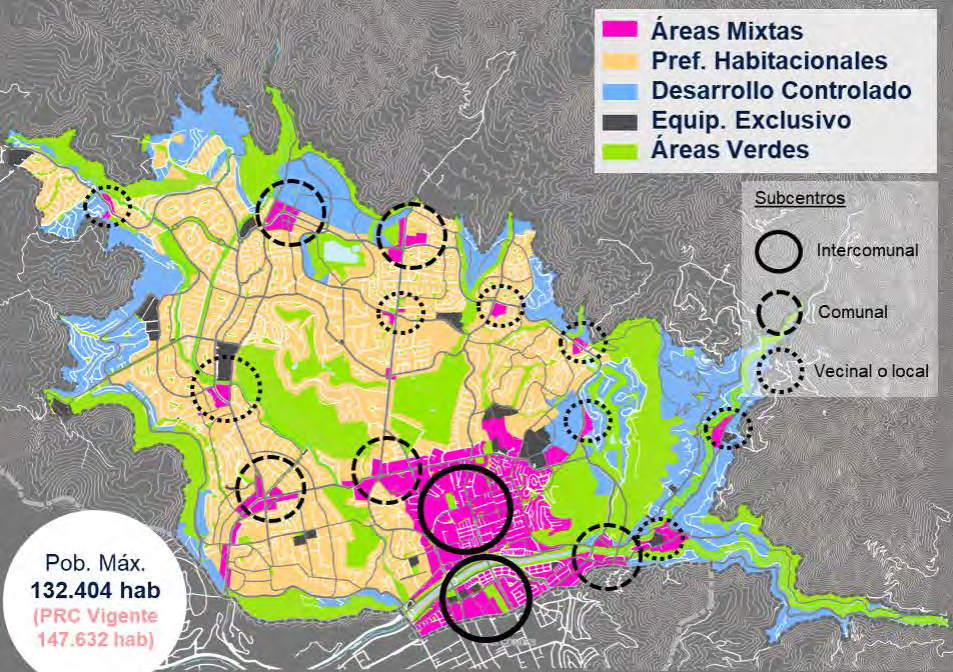 Áreas Mixtas
Pref. Habitacionales
Desarrollo Controlado
Equip. Exclusivo
Áreas Verdes
Subcentros
Intercomunal
Comunal
Vecinal o local
Pob. Máx.
132.404 hab
(PRC Vigente
147.632 hab)